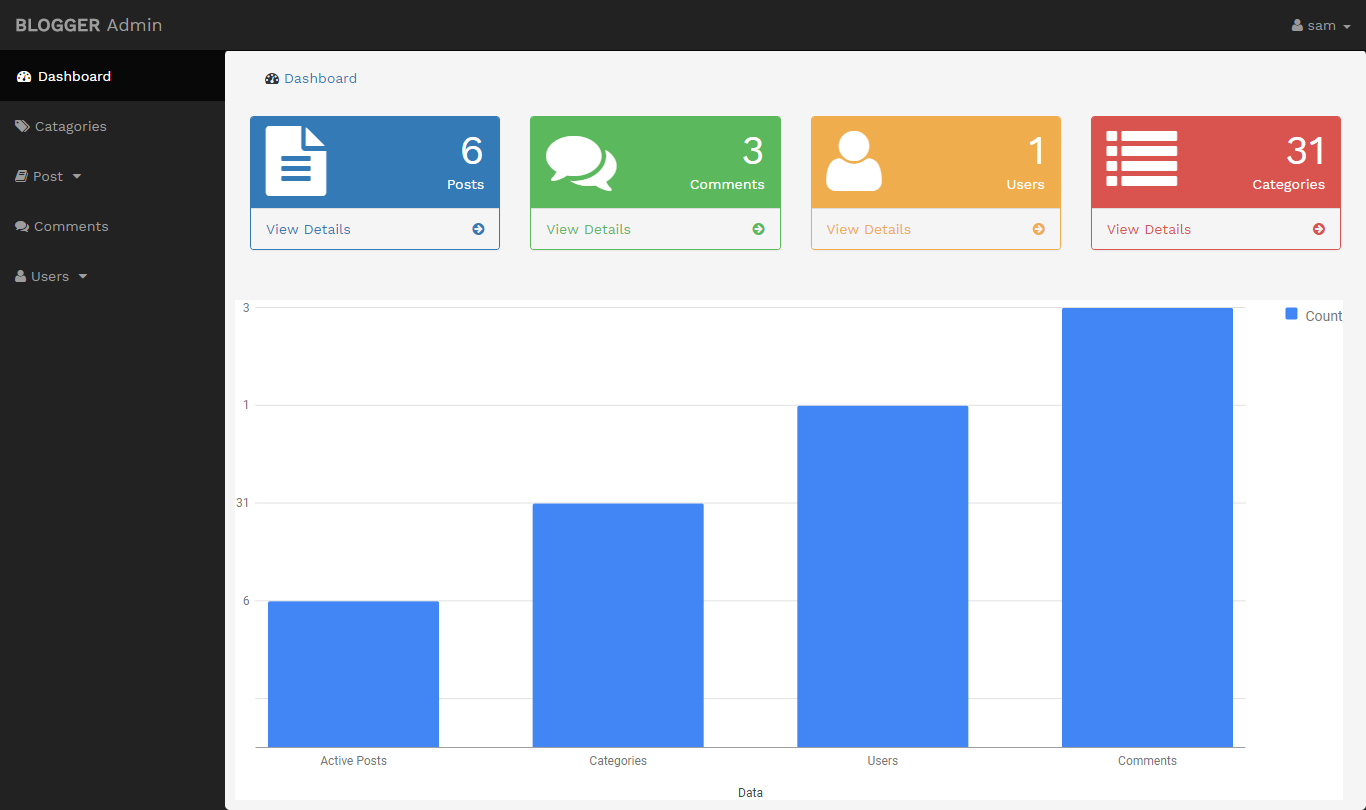 BLOGGER Admin
sam
Dashboard
Catagories
Post
Comments
Users
Dashboard
6
Posts
View Details
3
Comments
View Details
1
Users
View Details
31
Categories
View Details
3
1
31
6
Count
Active Posts
Categories
Users
Comments
Data